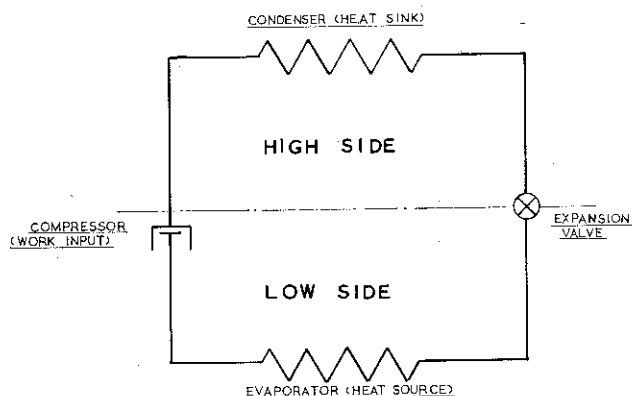 CONDENSER (HEAT SINK)
HIGH SIDE
COMPRESSOR
(WORK INPUT)
EXPANSION
VALVE
LOW SIDE
EVAPORATOR (HEAT SOURCE)